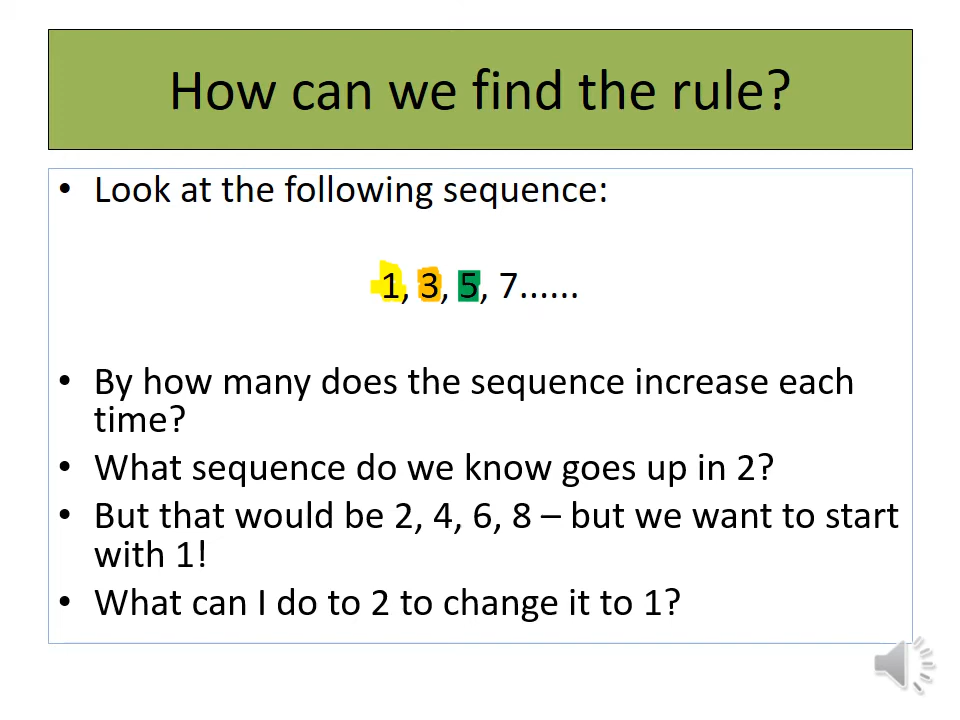 How can we find the rule?
• Look at the following sequence:
1, 3, 5, 7......
• By how many does the sequence increase each
time?
• What sequence do we know goes up in 2?
• But that would be 2, 4, 6, 8 – but we want to start
with 1!
• What can I do to 2 to change it to 1?